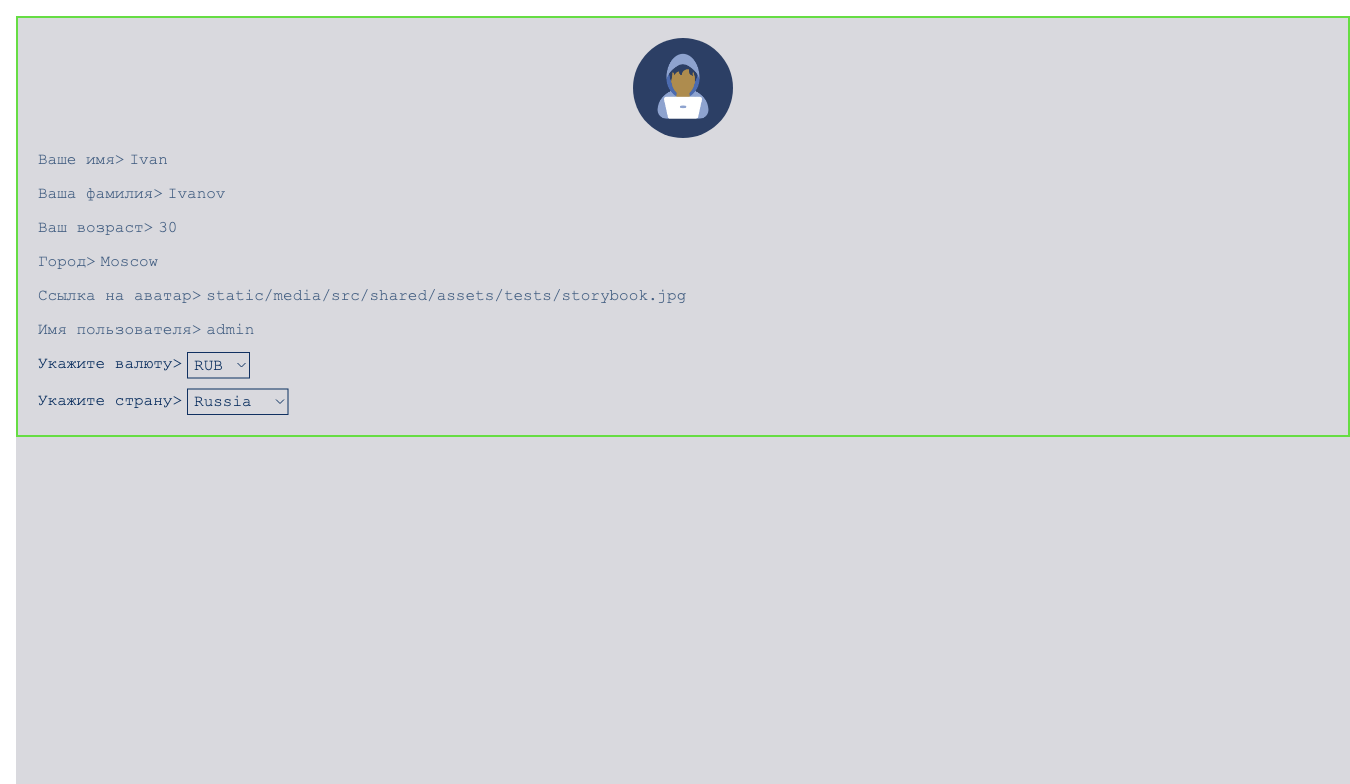 Ваше имя> Ivan
Ваша фамилия> Ivanov
Ваш возраст> 30
Город> Moscow
Ссылка на аватар> static/media/src/shared/assets/tests/storybook.jpg
Имя пользователя> admin
Укажите валюту> RUB
Укажите страну> Russia